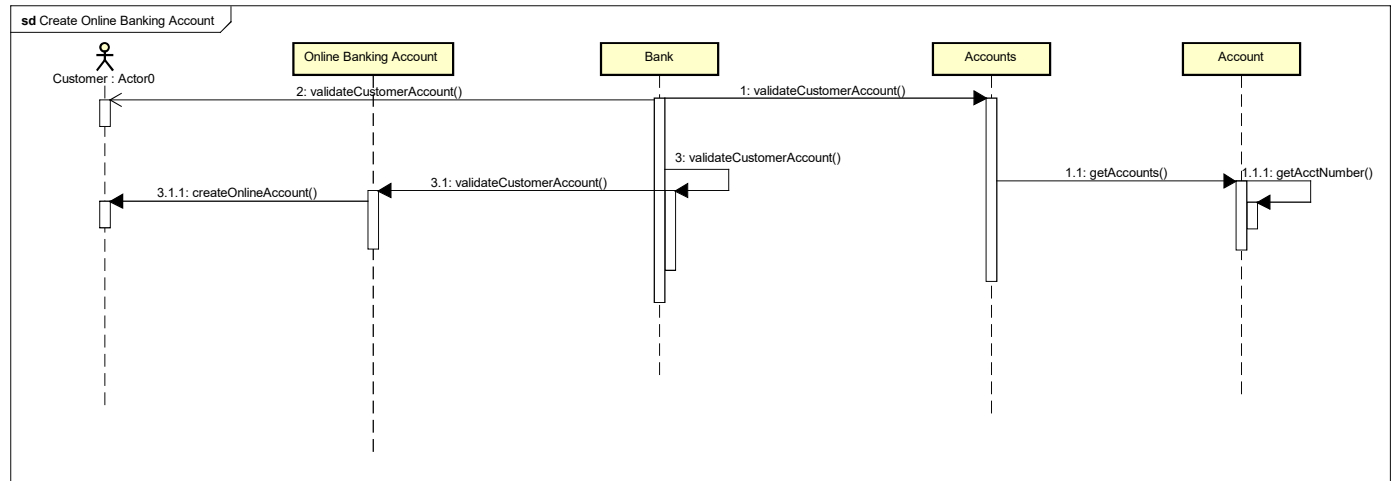 sd Create Online Banking Account
Customer : Actor0
Online Banking Account
Bank
Accounts
Account
2: validateCustomerAccount()
1: validateCustomerAccount()
3: validateCustomerAccount()
3.1: validateCustomerAccount()
3.1.1: createOnlineAccount()
1.1: getAccounts()
1.1.1: getAcctNumber()